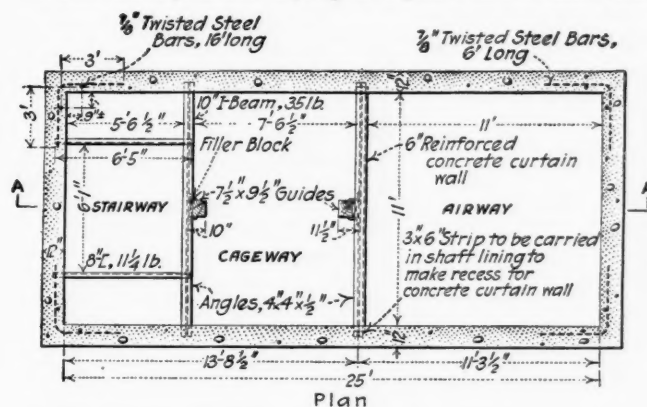 7/8" Twisted Steel
Bars, 16' long
7/8" Twisted Steel Bars,
6' Long
3'
3'
9"±
12"
5'-6 1/2"
10" I-Beam, 35 lb.
7'-6 1/2"
11'
Filler Block
6" Reinforced
concrete curtain
wall
6'-5"
7 1/2" x 9 1/2" Guides
A
A
6'-1"
STAIRWAY
10"
11 1/2"
11'
AIRWAY
CAGEWAY
3"x6" Strip to be carried
in shaft lining to
make recess for
concrete curtain wall
8" I, 11 1/4 lb.
Angles, 4"x4"x1/2"
12"
13'-8 1/2"
11'-3 1/2"
25'
Plan